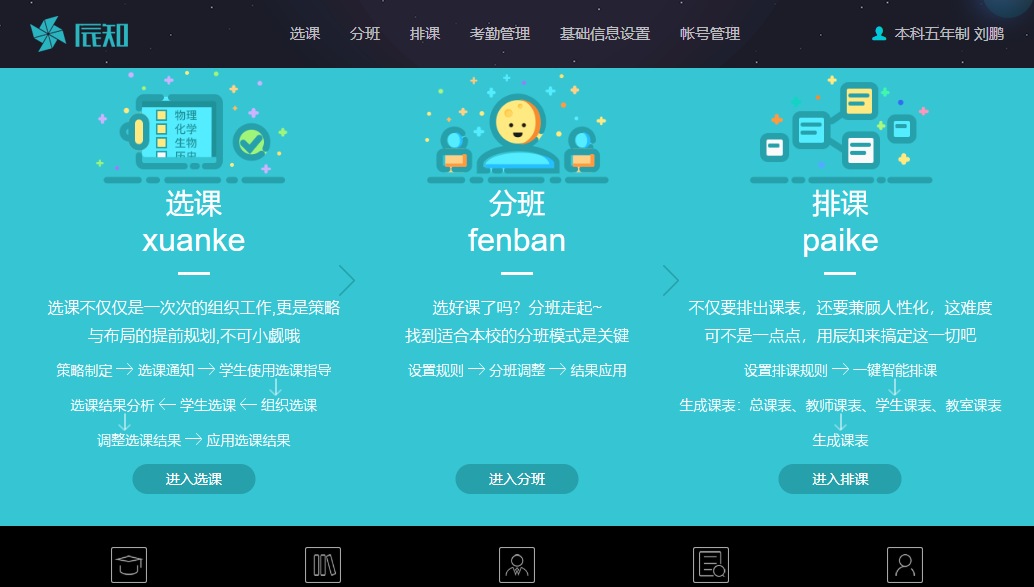 辰知
选课 分班 排课 考勤管理 基础信息设置 帐号管理 本科五年制 刘鹏
物理
化学
生物
历史
选课
xuanke
选课不仅仅是一次次的组织工作,更是策略
与布局的提前规划,不可小觑哦
策略制定 → 选课通知 → 学生使用选课指导
选课结果分析 ← 学生选课 ← 组织选课
调整选课结果 → 应用选课结果
进入选课
分班
fenban
选好课了吗？分班走起~
找到适合本校的分班模式是关键
设置规则 → 分班调整 → 结果应用
进入分班
排课
paike
不仅要排出课表，还要兼顾人性化，这难度
可不是一点点，用辰知来搞定这一切吧
设置排课规则 → 一键智能排课
生成课表：总课表、教师课表、学生课表、教室课表
生成课表
进入排课